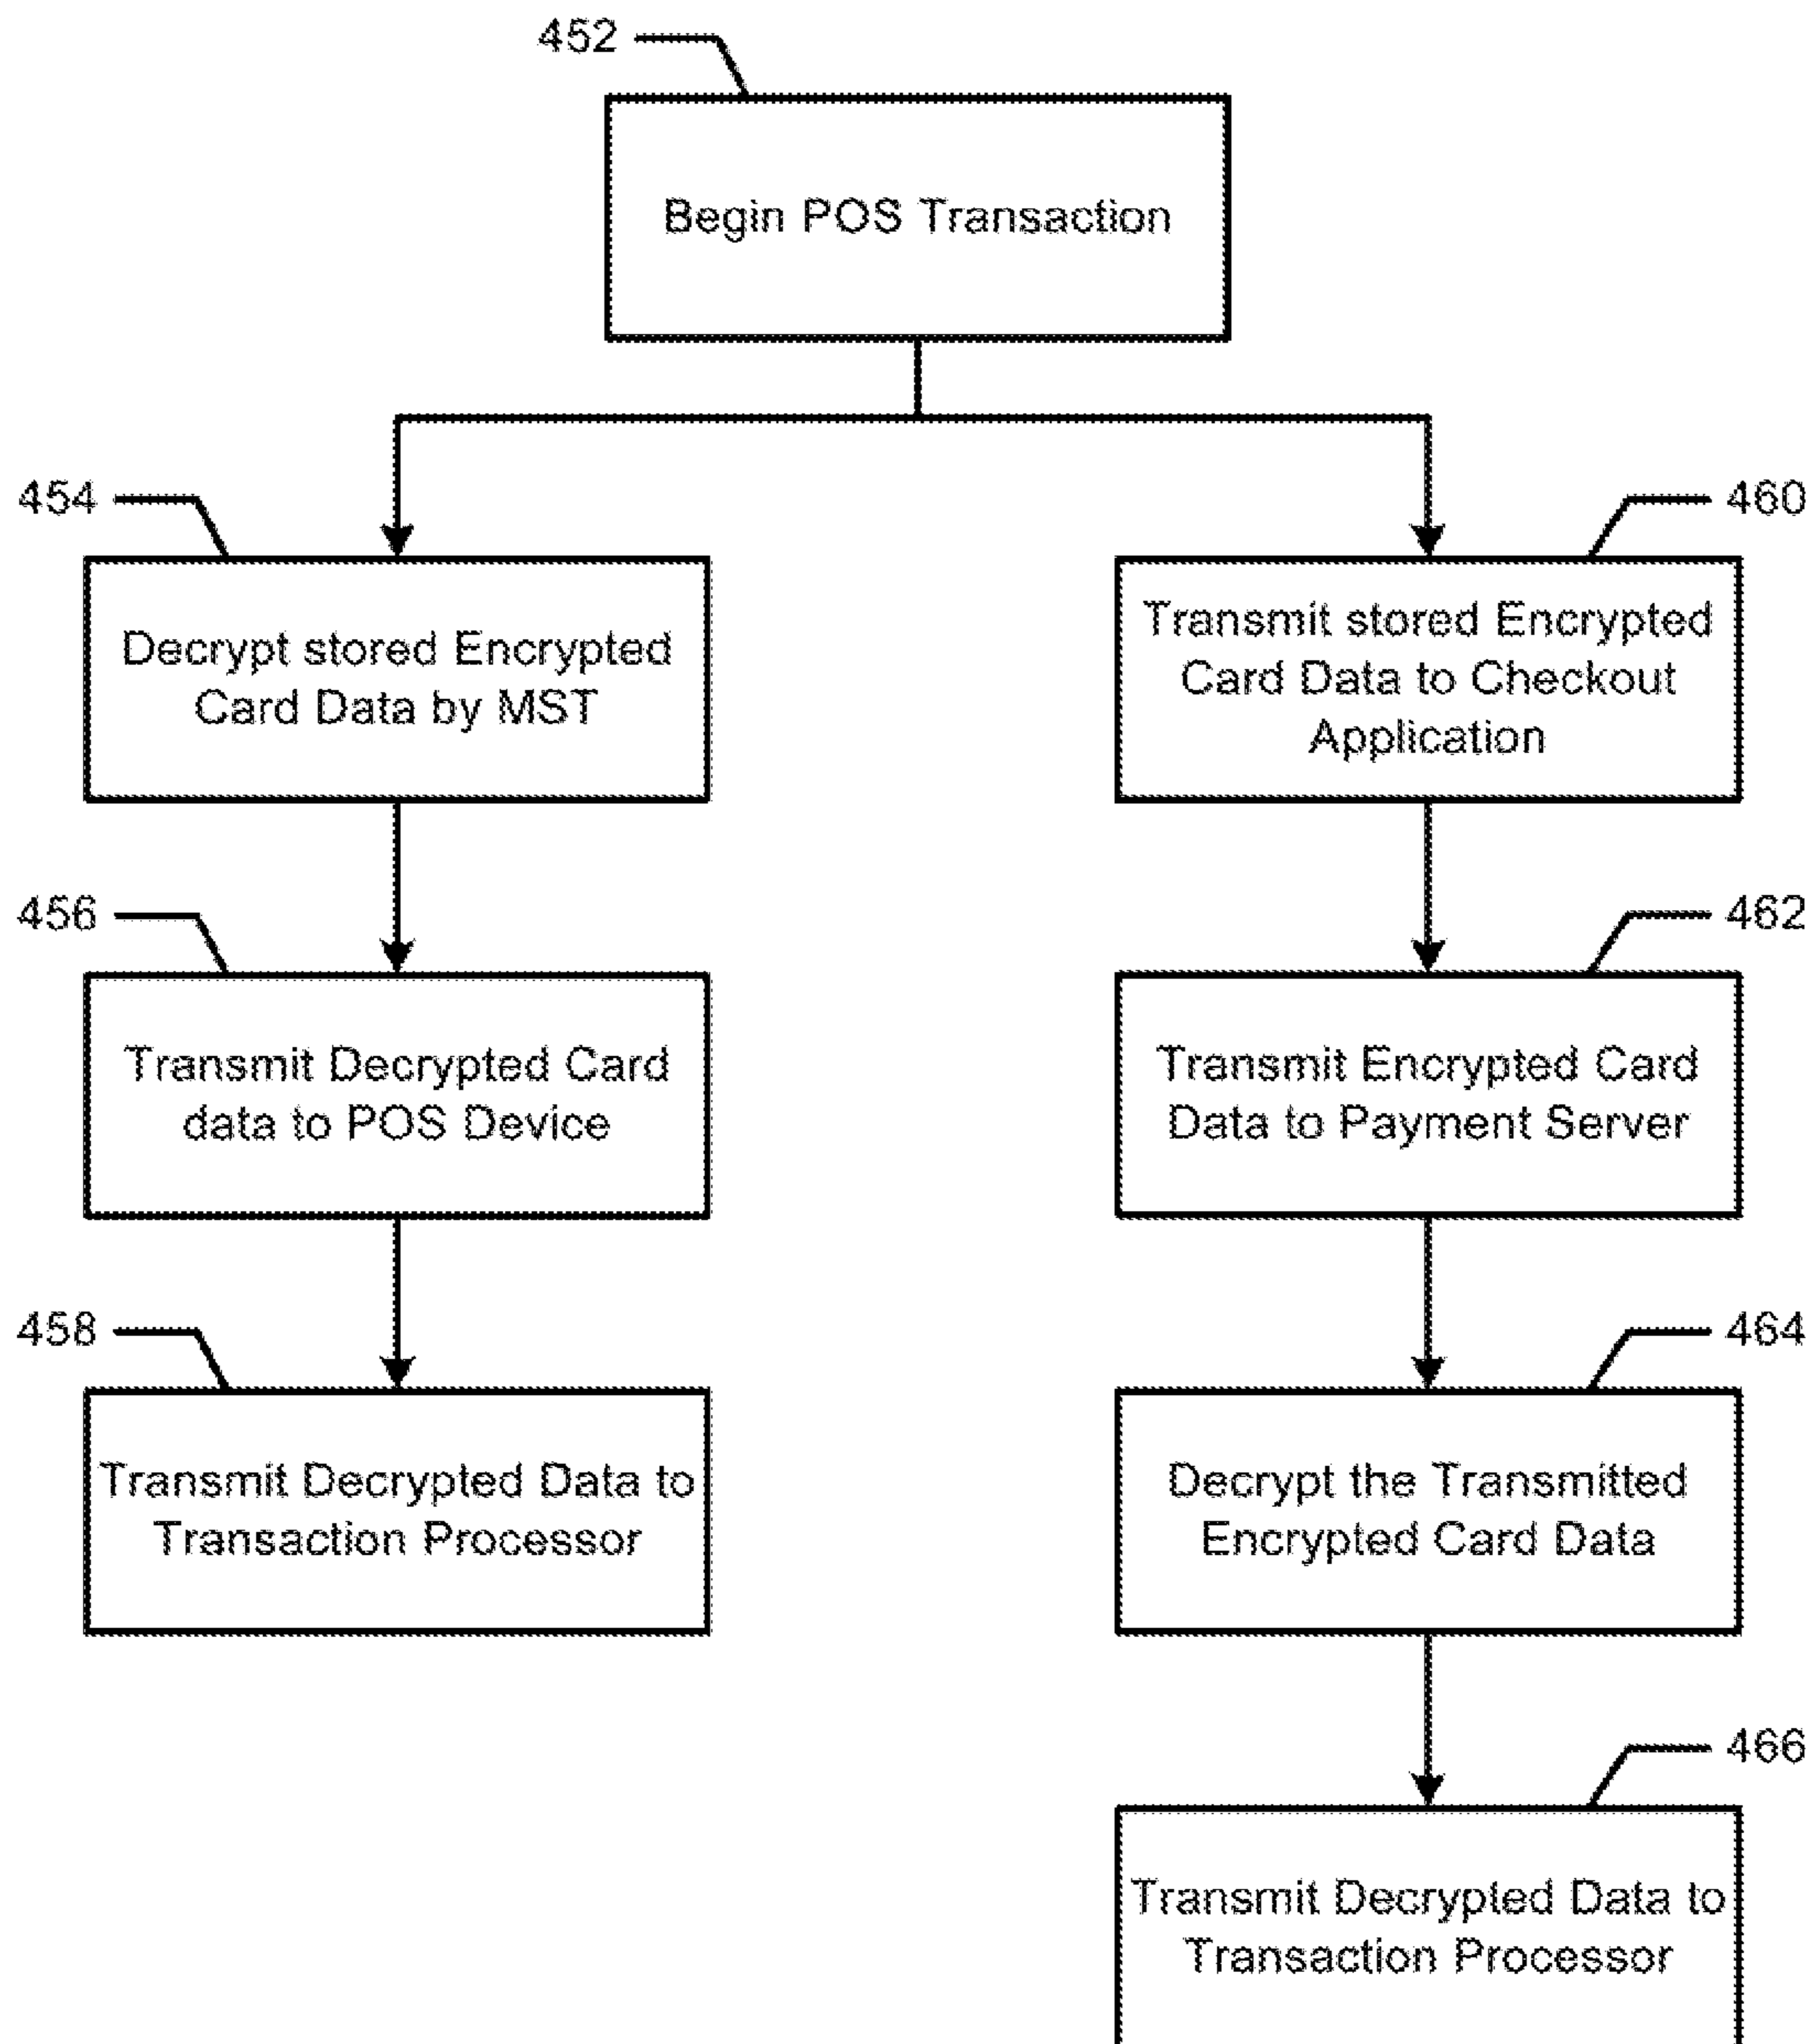 452
Begin POS Transaction
454
460
Decrypt stored Encrypted
Card Data by MST
Transmit stored Encrypted
Card Data to Checkout
Application
456
462
Transmit Decrypted Card
data to POS Device
Transmit Encrypted Card
Data to Payment Server
458
464
Transmit Decrypted Data to
Transaction Processor
Decrypt the Transmitted
Encrypted Card Data
466
Transmit Decrypted Data to
Transaction Processor